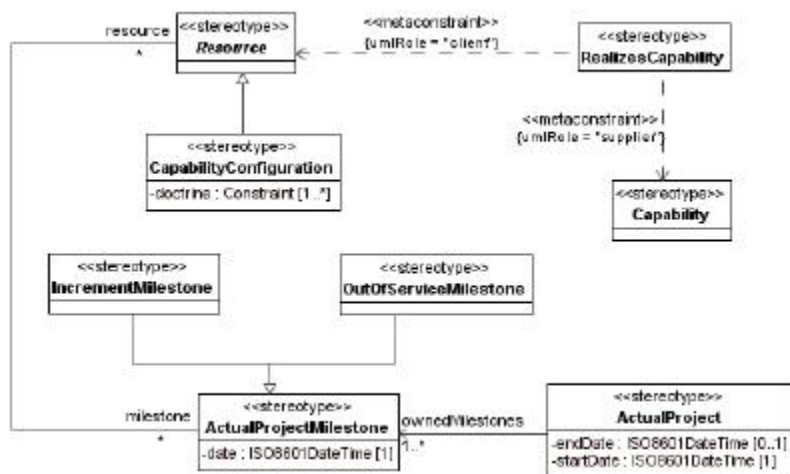 resource
*
<<stereotype>>
Resource
<<metaconstraint>>
{umlRole = "client"}
<<stereotype>>
RealizesCapability
<<metaconstraint>>
{umlRole = "supplier"}
<<stereotype>>
CapabilityConfiguration
-doctrine : Constraint [1..*]
<<stereotype>>
Capability
<<stereotype>>
IncrementMilestone
<<stereotype>>
OutOfServiceMilestone
milestone
*
<<stereotype>>
ActualProjectMilestone
-date : ISO8601DateTime [1]
ownedMilestones
1..*
<<stereotype>>
ActualProject
-endDate : ISO8601DateTime [0..1]
-startDate : ISO8601DateTime [1]